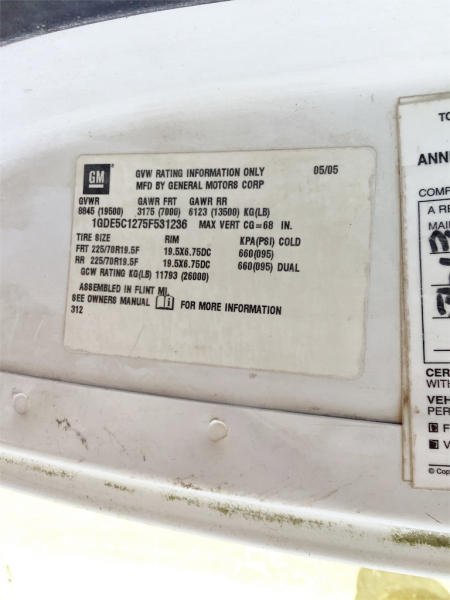 GM
GVW RATING INFORMATION ONLY 05/05
MFD BY GENERAL MOTORS CORP
GVWR GAWR FRT GAWR RR
8845 (19500) 3175 (7000) 6123 (13500) KG(LB)
1GDE5C1275F531236 MAX VERT CG=68 IN.
TIRE SIZE RIM KPA(PSI) COLD
FRT 225/70R19.5F 19.5X6.75DC 660(095)
RR 225/70R19.5F 19.5X6.75DC 660(095) DUAL
GCW RATING KG(LB) 11793 (26000)
ASSEMBLED IN FLINT MI.
SEE OWNERS MANUAL FOR MORE INFORMATION
312
TO
ANN
COMP
A RE
CER
WITH
VEH
PER
F
V
© Cop